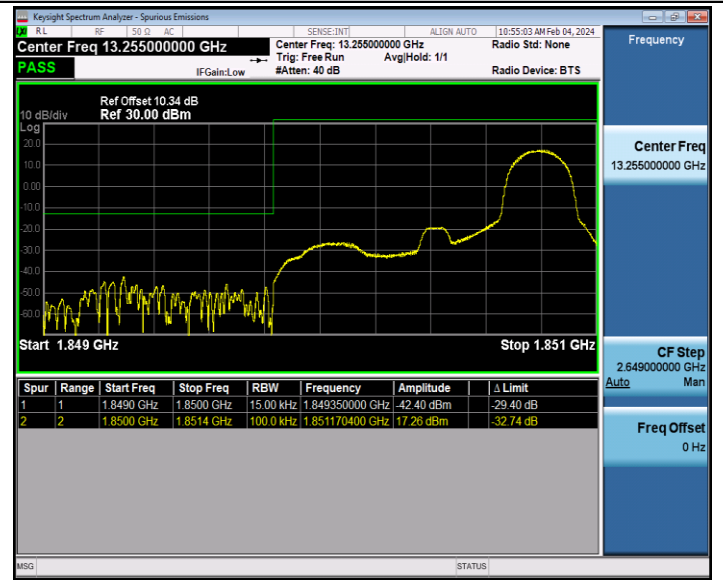 Keysight Spectrum Analyzer - Spurious Emissions
RL RF 50 Ω AC SENSE:INT ALIGN AUTO 10:55:03 AM Feb 04, 2024
Center Freq 13.255000000 GHz
Center Freq: 13.255000000 GHz Radio Std: None
Trig: Free Run Avg|Hold: 1/1
PASS IFGain:Low #Atten: 40 dB Radio Device: BTS
Frequency
Ref Offset 10.34 dB
10 dB/div Ref 30.00 dBm
Log
20.0
10.0
0.00
-10.0
-20.0
-30.0
-40.0
-50.0
-60.0
Start 1.849 GHz Stop 1.851 GHz
Center Freq
13.255000000 GHz
CF Step
2.649000000 GHz
Auto Man
Freq Offset
0 Hz
Spur Range Start Freq Stop Freq RBW Frequency Amplitude Δ Limit
1 1 1.8490 GHz 1.8500 GHz 15.00 kHz 1.849350000 GHz -42.40 dBm -29.40 dB
2 2 1.8500 GHz 1.8514 GHz 100.0 kHz 1.851170400 GHz 17.26 dBm -32.74 dB
MSG STATUS